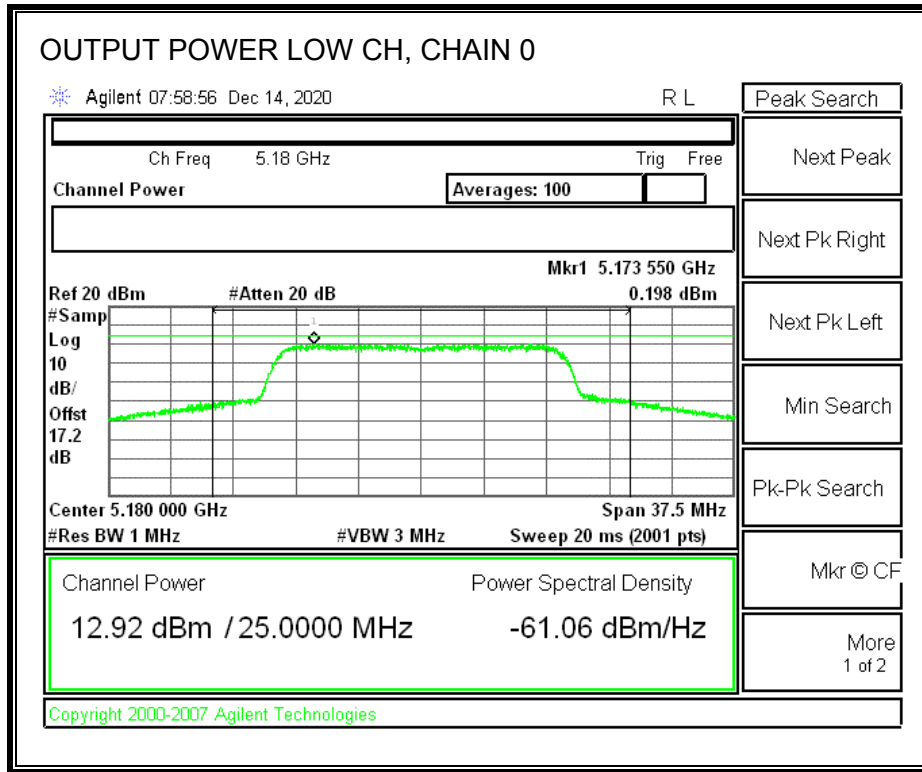 OUTPUT POWER LOW CH, CHAIN 0
Agilent 07:58:56 Dec 14, 2020 R L
Peak Search
Ch Freq 5.18 GHz Trig Free
Channel Power Averages: 100
Mkr1 5.173 550 GHz
Ref 20 dBm #Atten 20 dB 0.198 dBm
#Samp
Log
10
dB/
Offst
17.2
dB
1
Center 5.180 000 GHz Span 37.5 MHz
#Res BW 1 MHz #VBW 3 MHz Sweep 20 ms (2001 pts)
Channel Power Power Spectral Density
12.92 dBm / 25.0000 MHz -61.06 dBm/Hz
Copyright 2000-2007 Agilent Technologies
Next Peak
Next Pk Right
Next Pk Left
Min Search
Pk-Pk Search
Mkr © CF
More
1 of 2